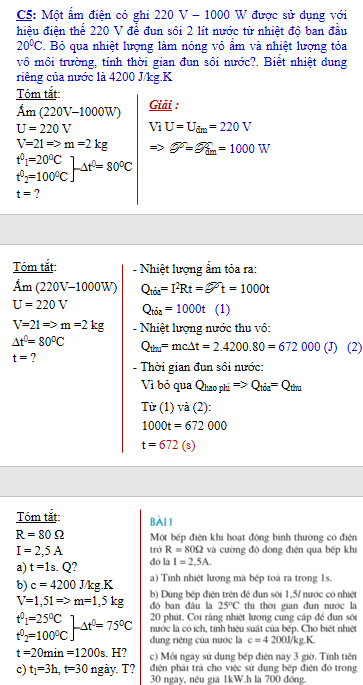 C5: Một ấm điện có ghi 220 V – 1000 W được sử dụng với
hiệu điện thế 220 V để đun sôi 2 lít nước từ nhiệt độ ban đầu
20⁰C. Bỏ qua nhiệt lượng làm nóng vỏ ấm và nhiệt lượng tỏa
vô môi trường, tính thời gian đun sôi nước?. Biết nhiệt dung
riêng của nước là 4200 J/kg.K
Tóm tắt:
Ấm (220V–1000W)
U = 220 V
V=2l => m =2 kg
t⁰₁=20⁰C
t⁰₂=100⁰C
Δt⁰= 80⁰C
t = ?
Giải :
Vì U = Uđm = 220 V
=> 𝒫 = 𝒫đm = 1000 W
Tóm tắt:
Ấm (220V–1000W)
U = 220 V
V=2l => m =2 kg
Δt⁰= 80⁰C
t = ?
- Nhiệt lượng ấm tỏa ra:
Qtỏa= I²Rt = 𝒫t = 1000t
Qtỏa = 1000t (1)
- Nhiệt lượng nước thu vô:
Qthu= mcΔt = 2.4200.80 = 672 000 (J) (2)
- Thời gian đun sôi nước:
Vì bỏ qua Qhao phí => Qtỏa= Qthu
Từ (1) và (2):
1000t = 672 000
t = 672 (s)
Tóm tắt:
R = 80 Ω
I = 2,5 A
a) t =1s. Q?
b) c = 4200 J/kg.K
V=1,5l => m=1,5 kg
t⁰₁=25⁰C
t⁰₂=100⁰C
Δt⁰= 75⁰C
t =20min =1200s. H?
c) t₁=3h, t=30 ngày. T?
BÀI 1
Một bếp điện khi hoạt động bình thường có điện
trở R = 80Ω và cường độ dòng điện qua bếp khi
đó là I = 2,5A.
a) Tính nhiệt lượng mà bếp toả ra trong 1s.
b) Dùng bếp điện trên để đun sôi 1,5l nước có nhiệt
độ ban đầu là 25⁰C thì thời gian đun nước là
20 phút. Coi rằng nhiệt lượng cung cấp để đun sôi
nước là có ích, tính hiệu suất của bếp. Cho biết nhiệt
dung riêng của nước là c = 4 200J/kg.K.
c) Mỗi ngày sử dụng bếp điện này 3 giờ. Tính tiền
điện phải trả cho việc sử dụng bếp điện đó trong
30 ngày, nếu giá 1kW.h là 700 đồng.